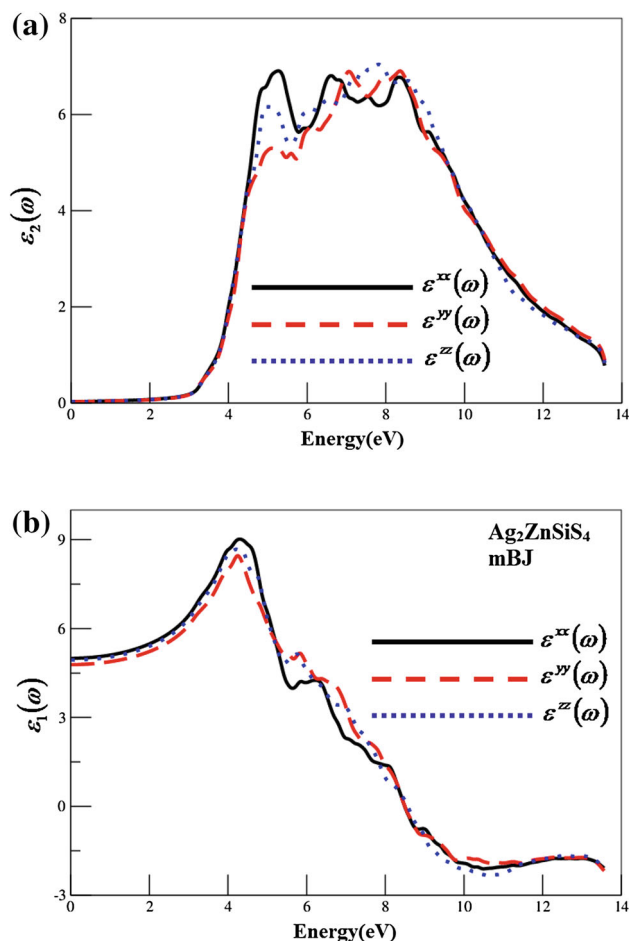 (a)
8
6
4
2
0
ε₂(ω)
εˣˣ(ω)
εʸʸ(ω)
εᶻᶻ(ω)
0 2 4 6 8 10 12 14
Energy(eV)
(b)
Ag₂ZnSiS₄
mBJ
9
6
3
0
-3
ε₁(ω)
εˣˣ(ω)
εʸʸ(ω)
εᶻᶻ(ω)
0 2 4 6 8 10 12 14
Energy(eV)